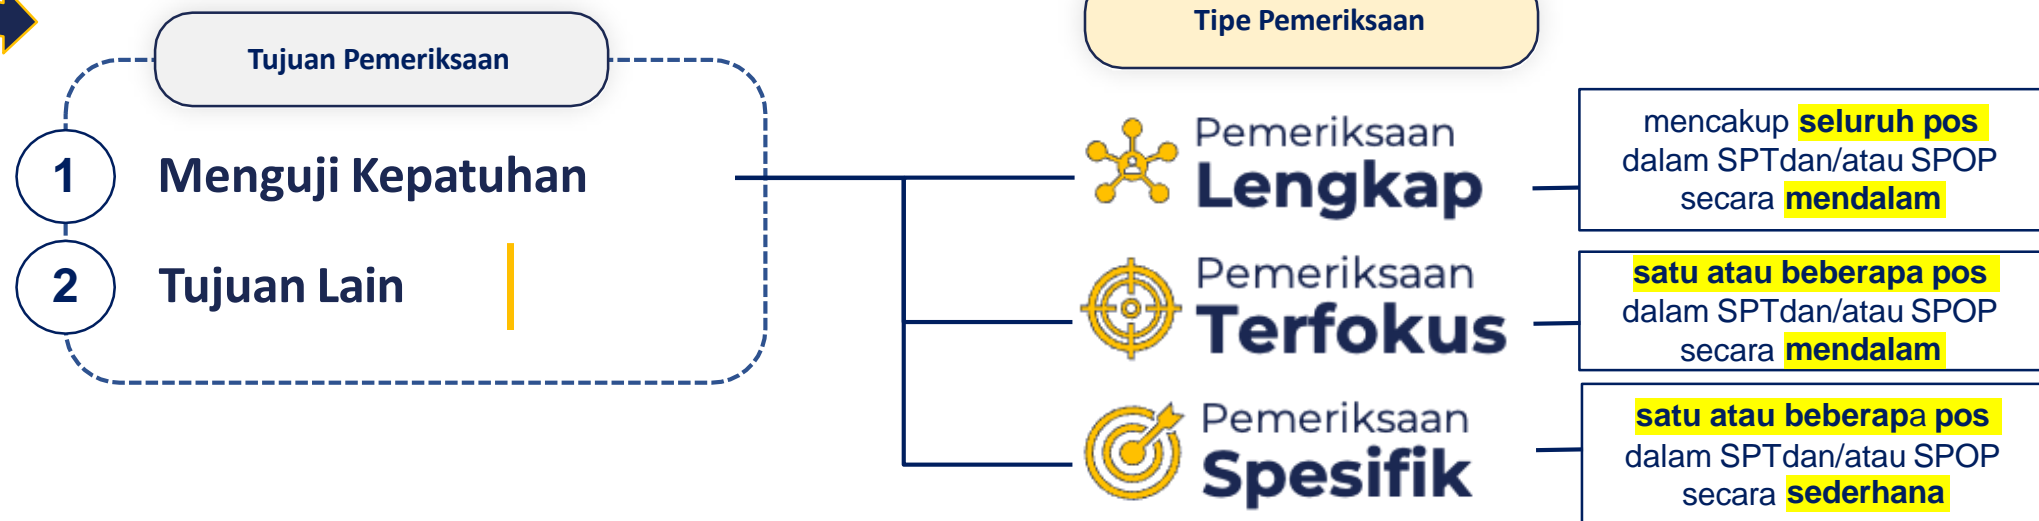 Tujuan Pemeriksaan
1 Menguji Kepatuhan
2 Tujuan Lain
Tipe Pemeriksaan
Pemeriksaan
Lengkap
mencakup seluruh pos
dalam SPTdan/atau SPOP
secara mendalam
Pemeriksaan
Terfokus
satu atau beberapa pos
dalam SPTdan/atau SPOP
secara mendalam
Pemeriksaan
Spesifik
satu atau beberapa pos
dalam SPTdan/atau SPOP
secara sederhana